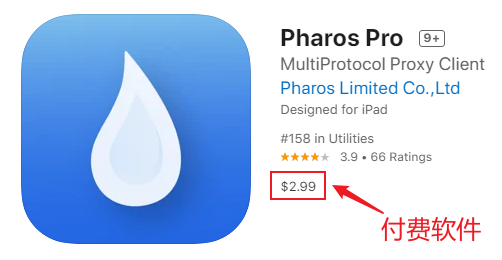 Pharos Pro 9+
MultiProtocol Proxy Client
Pharos Limited Co.,Ltd
Designed for iPad
#158 in Utilities
★★★★★ 3.9 • 66 Ratings
$2.99
付费软件